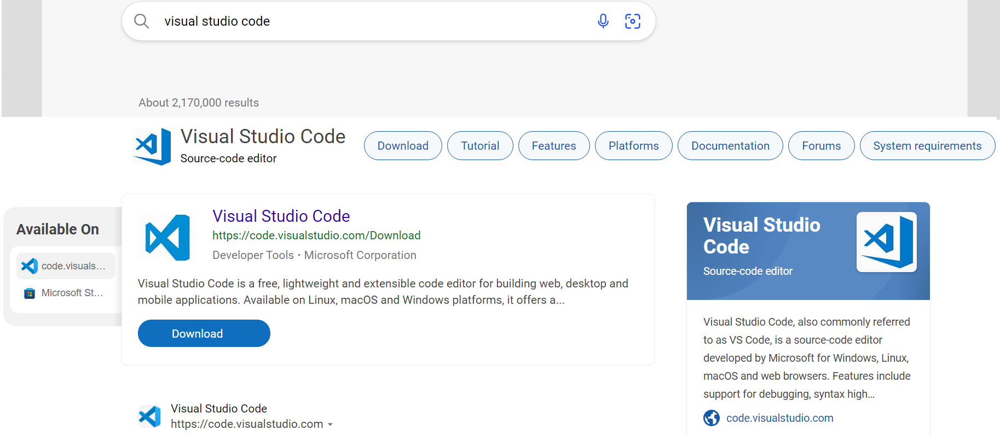 visual studio code
About 2,170,000 results
Visual Studio Code
Source-code editor
Download
Tutorial
Features
Platforms
Documentation
Forums
System requirements
Available On
code.visuals...
Microsoft St...
Visual Studio Code
https://code.visualstudio.com/Download
Developer Tools · Microsoft Corporation
Visual Studio Code is a free, lightweight and extensible code editor for building web, desktop and
mobile applications. Available on Linux, macOS and Windows platforms, it offers a...
Download
Visual Studio Code
https://code.visualstudio.com
Visual Studio
Code
Source-code editor
Visual Studio Code, also commonly referred
to as VS Code, is a source-code editor
developed by Microsoft for Windows, Linux,
macOS and web browsers. Features include
support for debugging, syntax high…
code.visualstudio.com